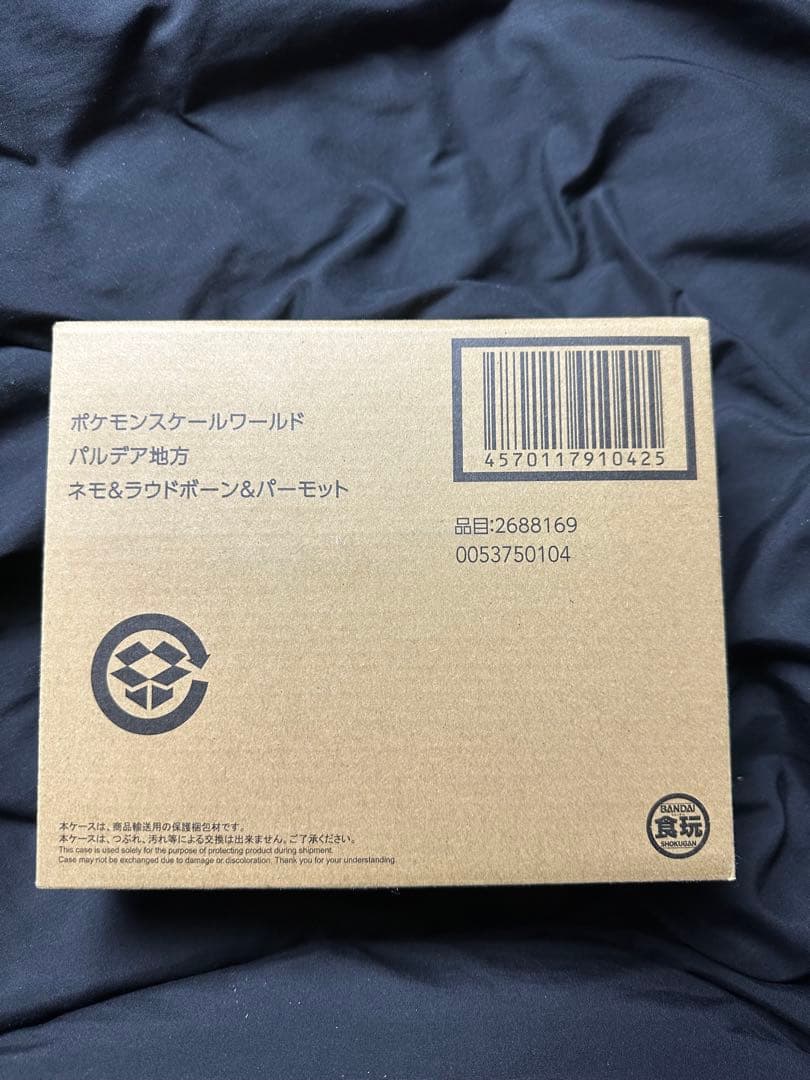 ポケモンスケールワールド
パルデア地方
ネモ&ラウドボーン&パーモット
4570117910425
品目:2688169
0053750104
本ケースは、商品輸送用の保護梱包材です。
本ケースは、つぶれ、汚れ等による交換は出来ません。ご了承ください。
This case is used solely for the purpose of protecting product during shipment.
Case may not be exchanged due to damage or discoloration. Thank you for your understanding.
BANDAI
食玩
SHOKUGAN